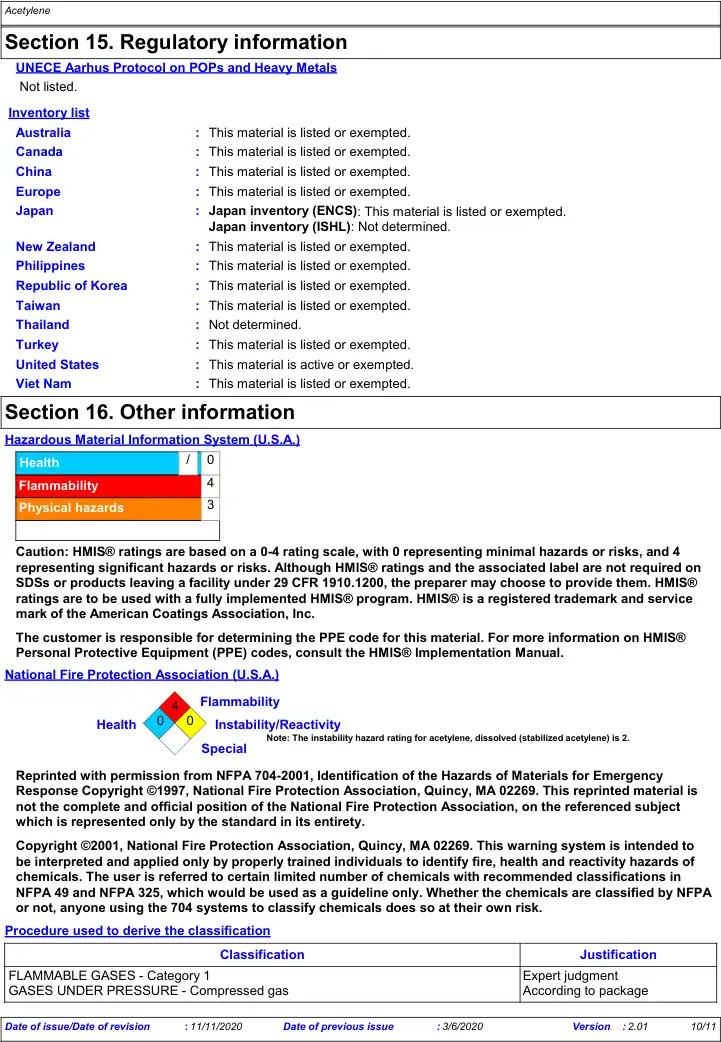 Acetylene
Section 15. Regulatory information
UNECE Aarhus Protocol on POPs and Heavy Metals
Not listed.
Inventory list
Australia : This material is listed or exempted.
Canada : This material is listed or exempted.
China : This material is listed or exempted.
Europe : This material is listed or exempted.
Japan : Japan inventory (ENCS): This material is listed or exempted.
Japan inventory (ISHL): Not determined.
New Zealand : This material is listed or exempted.
Philippines : This material is listed or exempted.
Republic of Korea : This material is listed or exempted.
Taiwan : This material is listed or exempted.
Thailand : Not determined.
Turkey : This material is listed or exempted.
United States : This material is active or exempted.
Viet Nam : This material is listed or exempted.
Section 16. Other information
Hazardous Material Information System (U.S.A.)
Health / 0
Flammability 4
Physical hazards 3
Caution: HMIS® ratings are based on a 0-4 rating scale, with 0 representing minimal hazards or risks, and 4
representing significant hazards or risks. Although HMIS® ratings and the associated label are not required on
SDSs or products leaving a facility under 29 CFR 1910.1200, the preparer may choose to provide them. HMIS®
ratings are to be used with a fully implemented HMIS® program. HMIS® is a registered trademark and service
mark of the American Coatings Association, Inc.
The customer is responsible for determining the PPE code for this material. For more information on HMIS®
Personal Protective Equipment (PPE) codes, consult the HMIS® Implementation Manual.
National Fire Protection Association (U.S.A.)
4 Flammability
Health 0 0 Instability/Reactivity
Note: The instability hazard rating for acetylene, dissolved (stabilized acetylene) is 2.
Special
Reprinted with permission from NFPA 704-2001, Identification of the Hazards of Materials for Emergency
Response Copyright ©1997, National Fire Protection Association, Quincy, MA 02269. This reprinted material is
not the complete and official position of the National Fire Protection Association, on the referenced subject
which is represented only by the standard in its entirety.
Copyright ©2001, National Fire Protection Association, Quincy, MA 02269. This warning system is intended to
be interpreted and applied only by properly trained individuals to identify fire, health and reactivity hazards of
chemicals. The user is referred to certain limited number of chemicals with recommended classifications in
NFPA 49 and NFPA 325, which would be used as a guideline only. Whether the chemicals are classified by NFPA
or not, anyone using the 704 systems to classify chemicals does so at their own risk.
Procedure used to derive the classification
Classification Justification
FLAMMABLE GASES - Category 1 Expert judgment
GASES UNDER PRESSURE - Compressed gas According to package
Date of issue/Date of revision : 11/11/2020 Date of previous issue : 3/6/2020 Version : 2.01 10/11